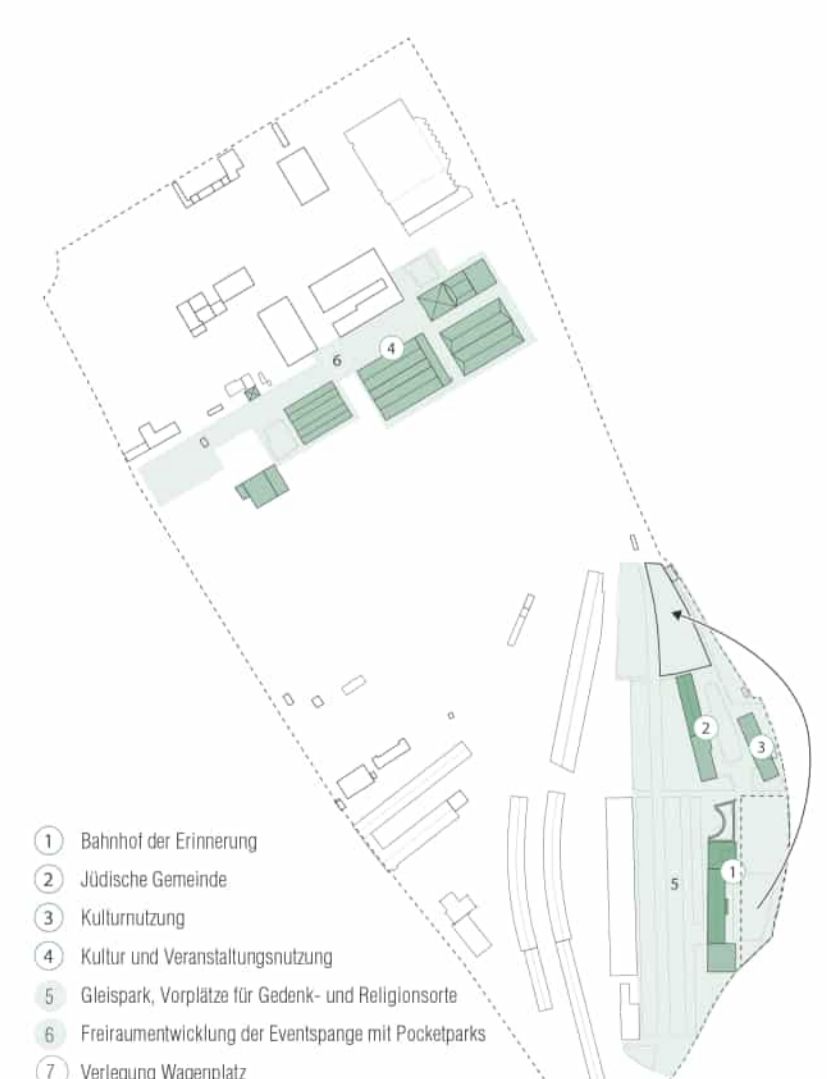 4
6
2
3
1
5
1 Bahnhof der Erinnerung
2 Jüdische Gemeinde
3 Kulturnutzung
4 Kultur und Veranstaltungsnutzung
5 Gleispark, Vorplätze für Gedenk- und Religionsorte
6 Freiraumentwicklung der Eventspange mit Pocketparks
7 Verlegung Wagenplatz